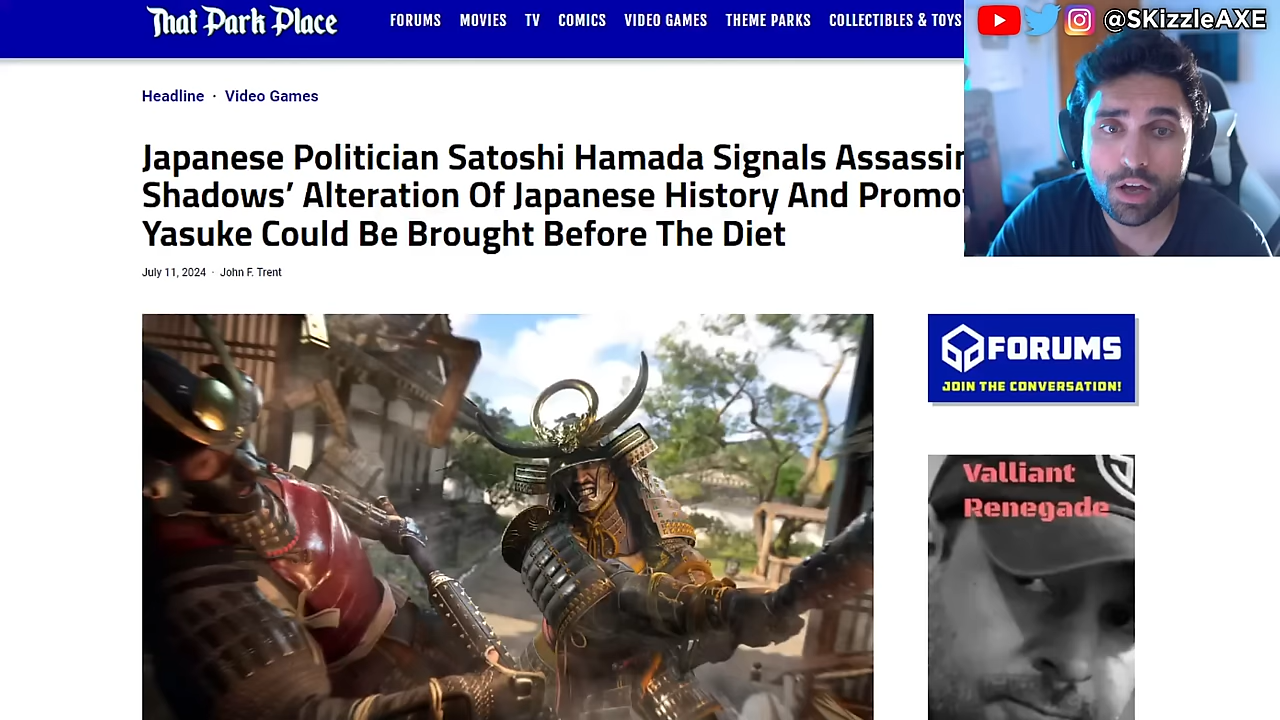 That Park Place
FORUMS MOVIES TV COMICS VIDEO GAMES THEME PARKS COLLECTIBLES & TOYS
@SKizzleAXE
Headline · Video Games
Japanese Politician Satoshi Hamada Signals
Shadows’ Alteration Of Japanese History And
Yasuke Could Be Brought Before The Diet
July 11, 2024 · John F. Trent
FORUMS
JOIN THE CONVERSATION!
Valliant
Renegade